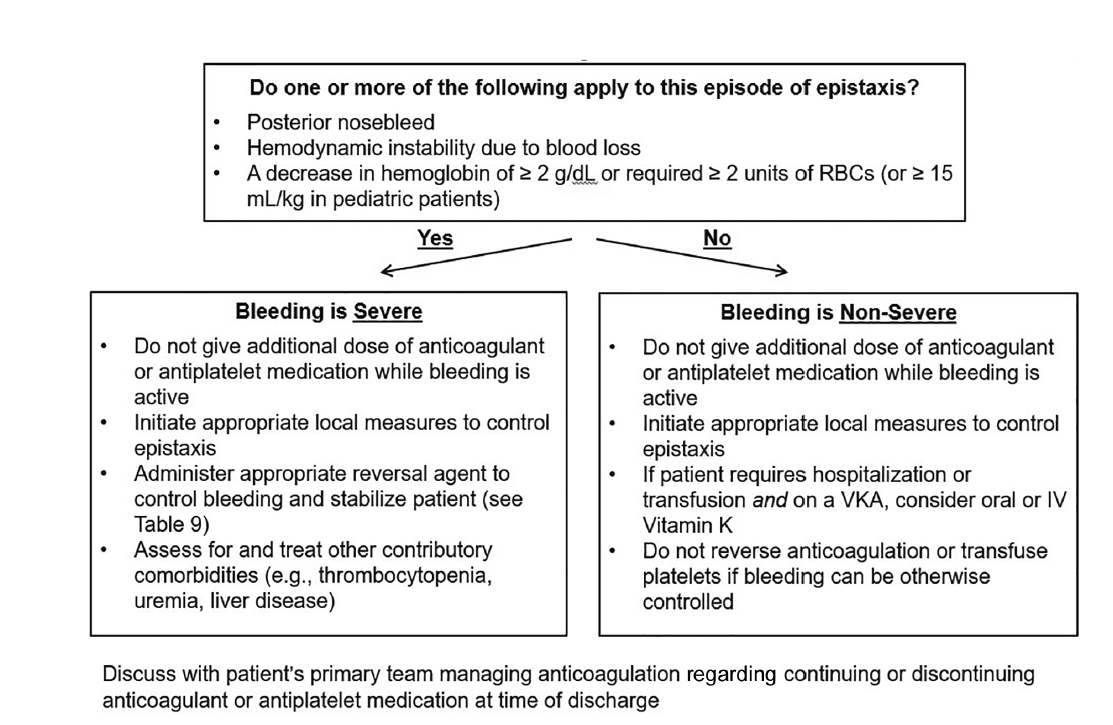 Do one or more of the following apply to this episode of epistaxis?
• Posterior nosebleed
• Hemodynamic instability due to blood loss
• A decrease in hemoglobin of ≥ 2 g/dL or required ≥ 2 units of RBCs (or ≥ 15
mL/kg in pediatric patients)
Yes
No
Bleeding is Severe
• Do not give additional dose of anticoagulant
or antiplatelet medication while bleeding is
active
• Initiate appropriate local measures to control
epistaxis
• Administer appropriate reversal agent to
control bleeding and stabilize patient (see
Table 9)
• Assess for and treat other contributory
comorbidities (e.g., thrombocytopenia,
uremia, liver disease)
Bleeding is Non-Severe
• Do not give additional dose of anticoagulant
or antiplatelet medication while bleeding is
active
• Initiate appropriate local measures to control
epistaxis
• If patient requires hospitalization or
transfusion and on a VKA, consider oral or IV
Vitamin K
• Do not reverse anticoagulation or transfuse
platelets if bleeding can be otherwise
controlled
Discuss with patient's primary team managing anticoagulation regarding continuing or discontinuing
anticoagulant or antiplatelet medication at time of discharge